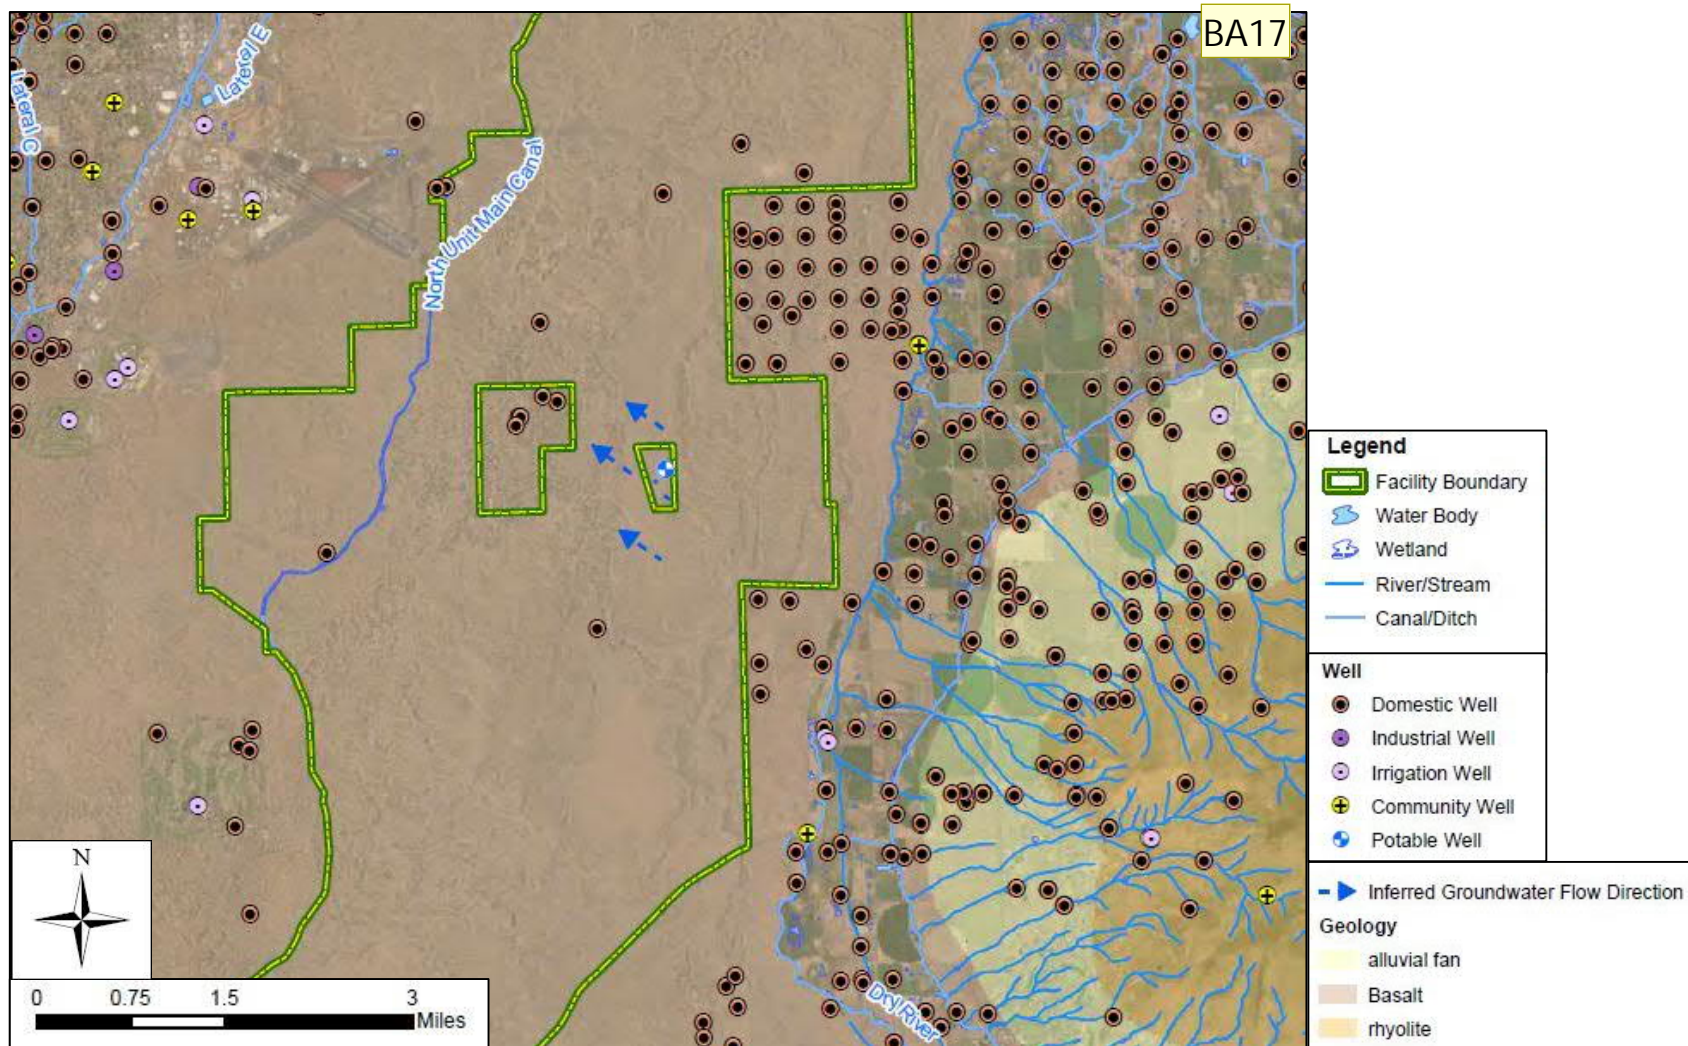 BA17
Lateral E
Lateral C
North Unit Main Canal
Dry River
N
0 0.75 1.5 3
Miles
Legend
Facility Boundary
Water Body
Wetland
River/Stream
Canal/Ditch
Well
Domestic Well
Industrial Well
Irrigation Well
Community Well
Potable Well
Inferred Groundwater Flow Direction
Geology
alluvial fan
Basalt
rhyolite